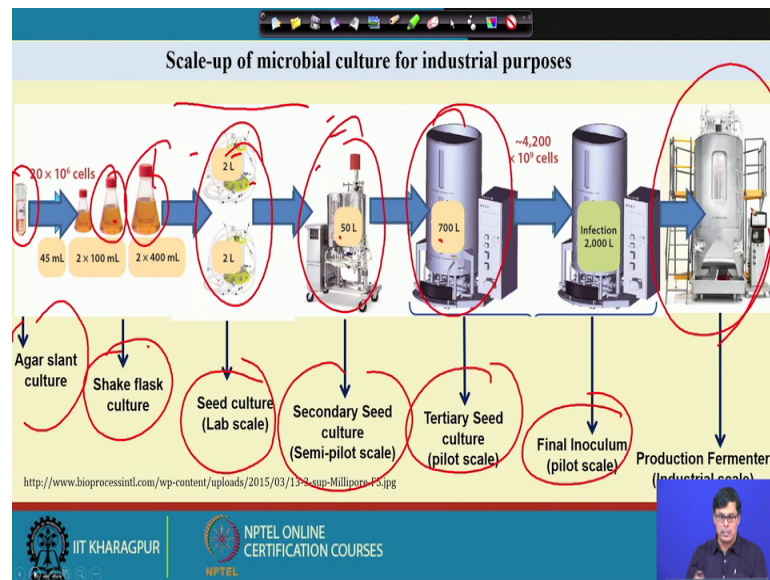 Scale-up of microbial culture for industrial purposes
20 × 10⁶ cells
45 mL
2 × 100 mL
2 × 400 mL
2 L
2 L
50 L
700 L
~4,200
× 10⁹ cells
Infection
2,000 L
Agar slant
culture
Shake flask
culture
Seed culture
(Lab scale)
Secondary Seed
culture
(Semi-pilot scale)
Tertiary Seed
culture
(pilot scale)
Final Inoculum
(pilot scale)
Production Fermenter
(Industrial scale)
http://www.bioprocessintl.com/wp-content/uploads/2015/03/13-3-sup-Millipore-F5.jpg
IIT KHARAGPUR
NPTEL
NPTEL ONLINE
CERTIFICATION COURSES